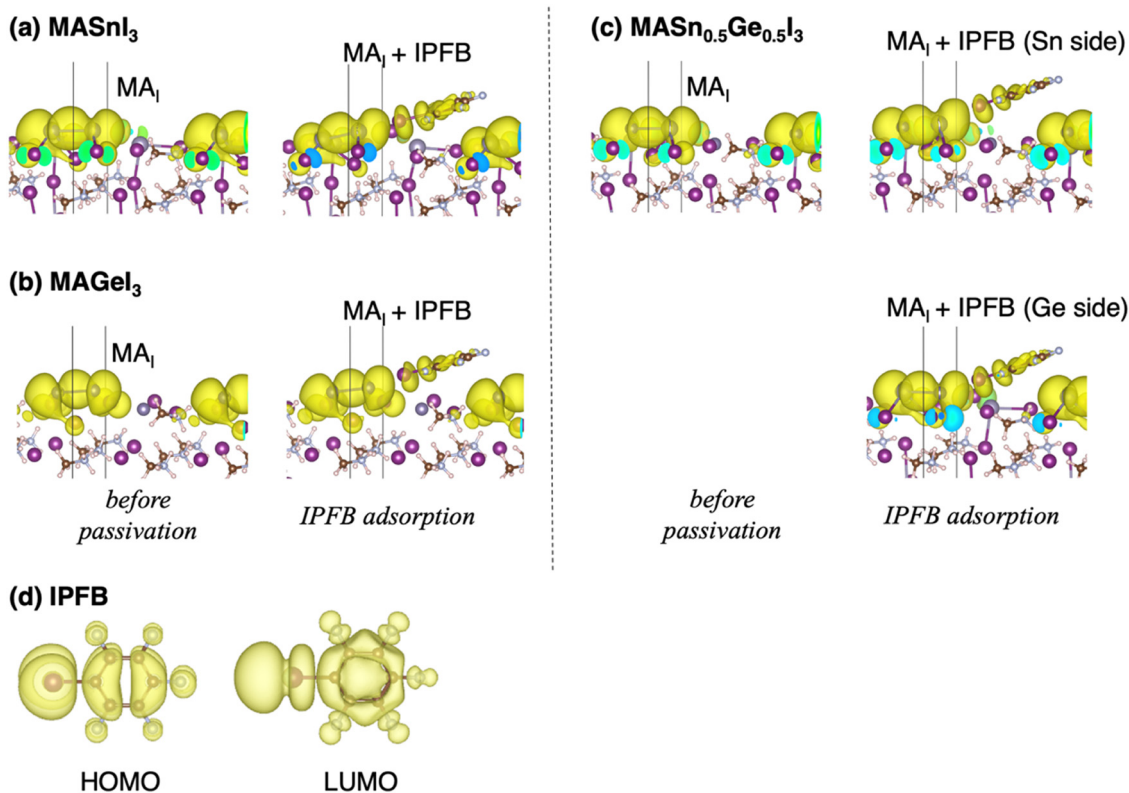 (a) MASnI₃
MAI
MAI + IPFB
(b) MAGeI₃
MAI
MAI + IPFB
before
passivation
IPFB adsorption
(c) MASn₀.₅Ge₀.₅I₃
MAI
MAI + IPFB (Sn side)
MAI + IPFB (Ge side)
before
passivation
IPFB adsorption
(d) IPFB
HOMO
LUMO